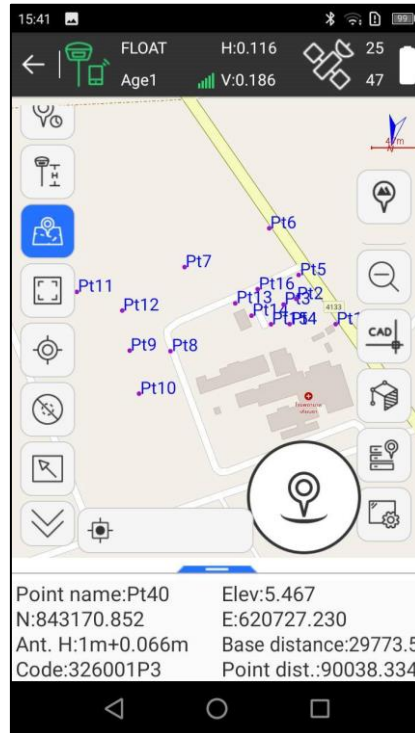 15:41
99
FLOAT
H:0.116
25
Age1
V:0.186
47
Pt6
Pt7
Pt5
Pt11
Pt16
Pt2
Pt13
Pt3
Pt12
4133
Pt9
Pt8
Pt10
CAD
Point name:Pt40
Elev:5.467
N:843170.852
E:620727.230
Ant. H:1m+0.066m
Base distance:29773.5
Code:326001P3
Point dist.:90038.334